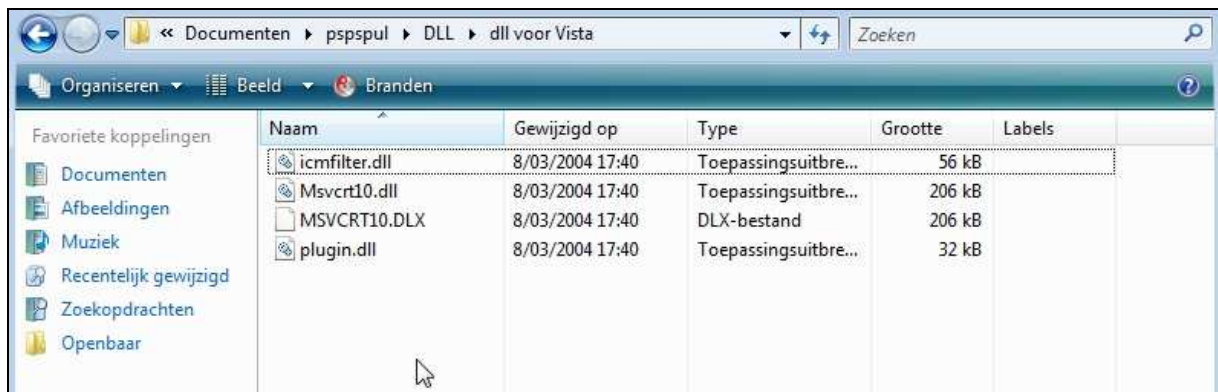 « Documenten ▸ pspspul ▸ DLL ▸ dll voor Vista
Zoeken
Organiseren Beeld Branden
Favoriete koppelingen
Documenten
Afbeeldingen
Muziek
Recentelijk gewijzigd
Zoekopdrachten
Openbaar
Naam Gewijzigd op Type Grootte Labels
icmfilter.dll 8/03/2004 17:40 Toepassingsuitbre... 56 kB
Msvcrt10.dll 8/03/2004 17:40 Toepassingsuitbre... 206 kB
MSVCRT10.DLX 8/03/2004 17:40 DLX-bestand 206 kB
plugin.dll 8/03/2004 17:40 Toepassingsuitbre... 32 kB